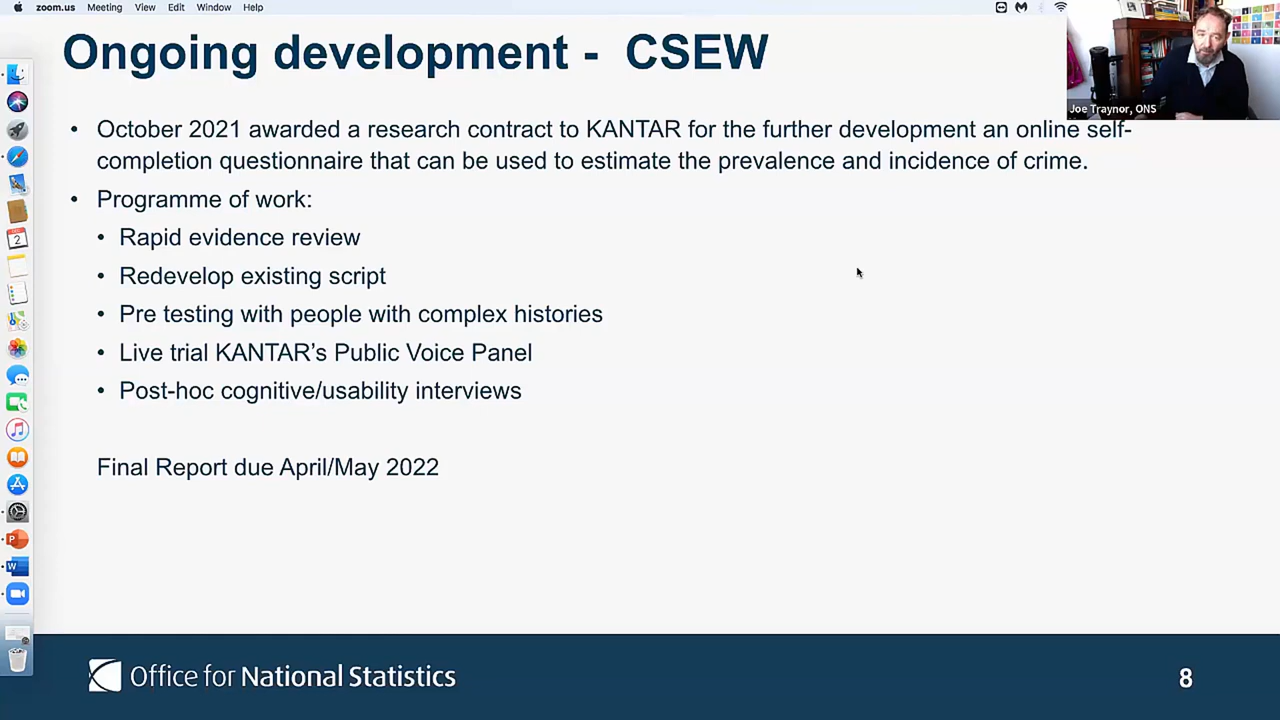 zoom.us Meeting View Edit Window Help
Ongoing development - CSEW
Joe Traynor, ONS
• October 2021 awarded a research contract to KANTAR for the further development an online self-
completion questionnaire that can be used to estimate the prevalence and incidence of crime.
• Programme of work:
• Rapid evidence review
• Redevelop existing script
• Pre testing with people with complex histories
• Live trial KANTAR's Public Voice Panel
• Post-hoc cognitive/usability interviews
Final Report due April/May 2022
2
P
W
Office for National Statistics
8